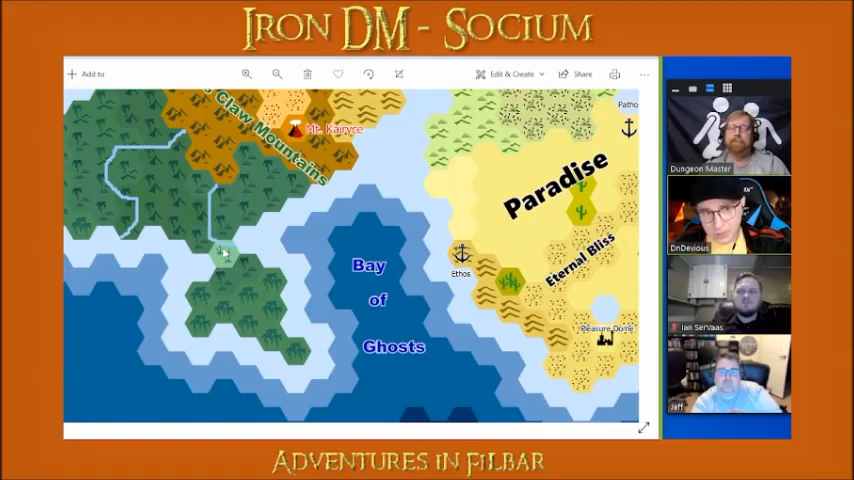 IRON DM - SOCIUM
Add to
Edit & Create
Share
Claw Mountains
Mt. Kairyce
Patho
Paradise
Eternal Bliss
Ethos
Bay
of
Ghosts
Pleasure Dome
Dungeon Master
DnDevious
Ian Servaas
Jeff
ADVENTURES IN FILBAR